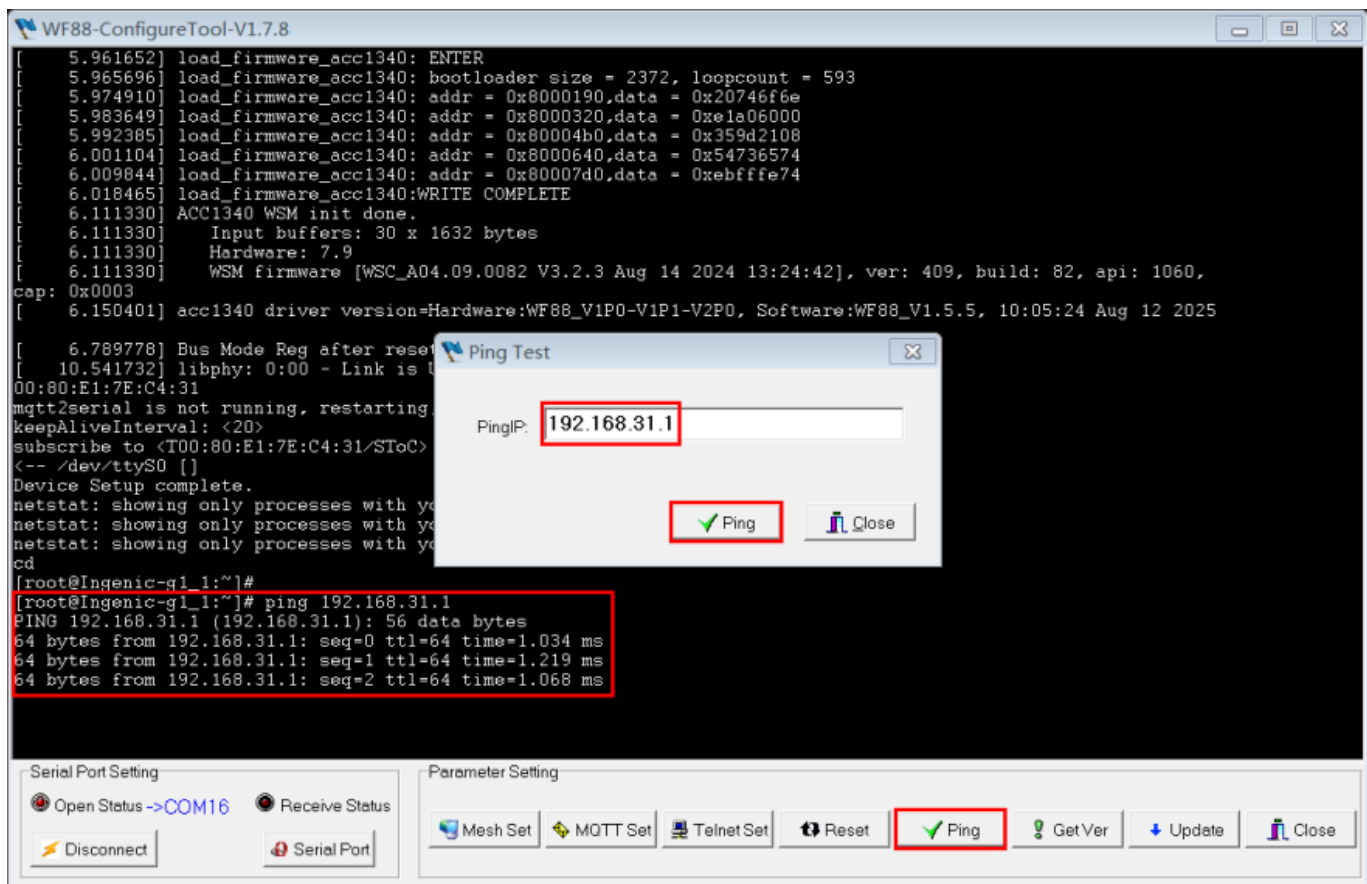 WF88-ConfigureTool-V1.7.8
[    5.961652] load_firmware_acc1340: ENTER
[    5.965696] load_firmware_acc1340: bootloader size = 2372, loopcount = 593
[    5.974910] load_firmware_acc1340: addr = 0x8000190,data = 0x20746f6e
[    5.983649] load_firmware_acc1340: addr = 0x8000320,data = 0xe1a06000
[    5.992385] load_firmware_acc1340: addr = 0x80004b0,data = 0x359d2108
[    6.001104] load_firmware_acc1340: addr = 0x8000640,data = 0x54736574
[    6.009844] load_firmware_acc1340: addr = 0x80007d0,data = 0xebfffe74
[    6.018465] load_firmware_acc1340:WRITE COMPLETE
[    6.111330] ACC1340 WSM init done.
[    6.111330]    Input buffers: 30 x 1632 bytes
[    6.111330]    Hardware: 7.9
[    6.111330]    WSM firmware [WSC_A04.09.0082 V3.2.3 Aug 14 2024 13:24:42], ver: 409, build: 82, api: 1060,
cap: 0x0003
[    6.150401] acc1340 driver version=Hardware:WF88_V1P0-V1P1-V2P0, Software:WF88_V1.5.5, 10:05:24 Aug 12 2025
[    6.789778] Bus Mode Reg after reset
[   10.541732] libphy: 0:00 - Link is
00:80:E1:7E:C4:31
mqtt2serial is not running, restarting
keepAliveInterval: <20>
subscribe to <T00:80:E1:7E:C4:31/SToC>
<-- /dev/ttyS0 []
Device Setup complete.
netstat: showing only processes with
netstat: showing only processes with
netstat: showing only processes with
cd
[root@Ingenic-g1_1:~]#
[root@Ingenic-g1_1:~]# ping 192.168.31.1
PING 192.168.31.1 (192.168.31.1): 56 data bytes
64 bytes from 192.168.31.1: seq=0 ttl=64 time=1.034 ms
64 bytes from 192.168.31.1: seq=1 ttl=64 time=1.219 ms
64 bytes from 192.168.31.1: seq=2 ttl=64 time=1.068 ms
Ping Test
PingIP: 192.168.31.1
Ping Close
Serial Port Setting
Open Status ->COM16 Receive Status
Disconnect Serial Port
Parameter Setting
Mesh Set MQTT Set Telnet Set Reset Ping Get Ver Update Close